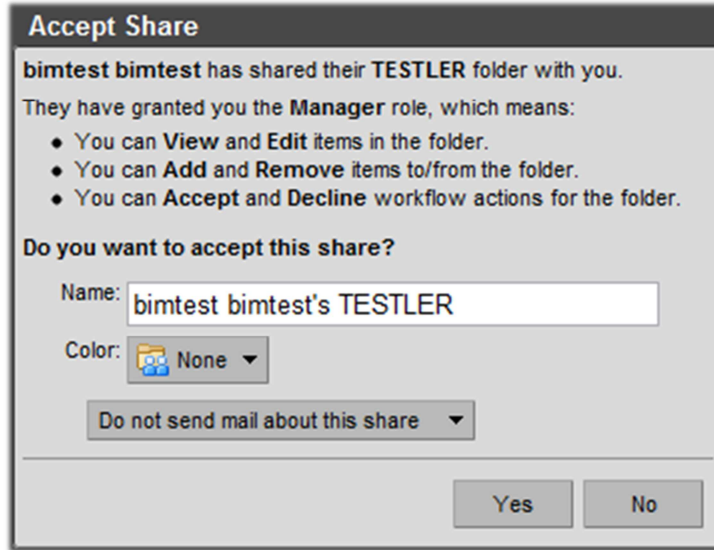 Accept Share
bimtest bimtest has shared their TESTLER folder with you.
They have granted you the Manager role, which means:
• You can View and Edit items in the folder.
• You can Add and Remove items to/from the folder.
• You can Accept and Decline workflow actions for the folder.
Do you want to accept this share?
Name: bimtest bimtest's TESTLER
Color: None
Do not send mail about this share
Yes No